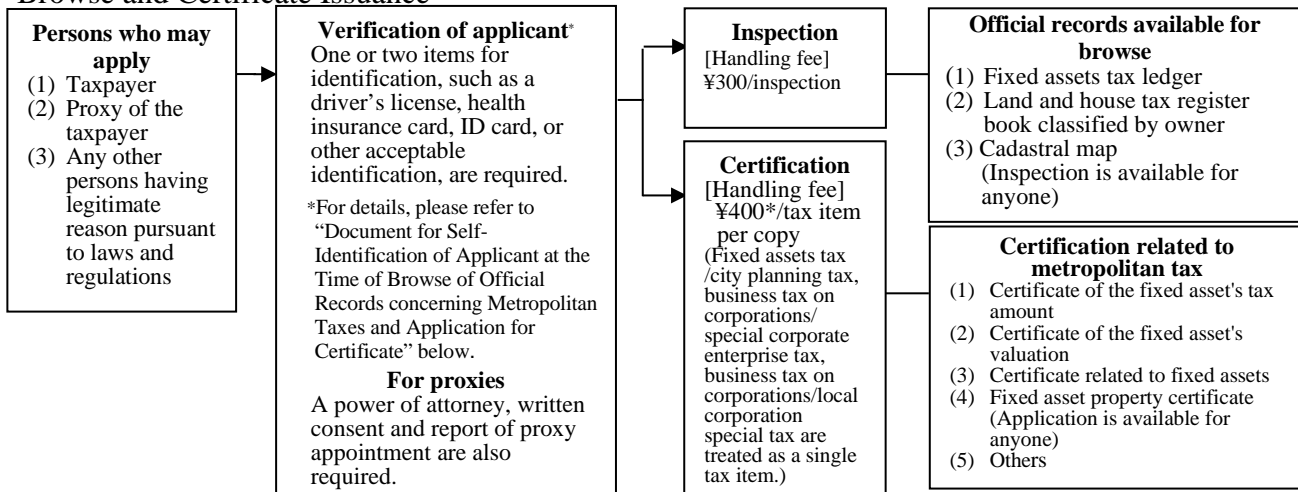 Browse and Certificate Issuance
Persons who may
apply
(1) Taxpayer
(2) Proxy of the
taxpayer
(3) Any other
persons having
legitimate
reason pursuant
to laws and
regulations
Verification of applicant*
One or two items for
identification, such as a
driver’s license, health
insurance card, ID card, or
other acceptable
identification, are required.
*For details, please refer to
“Document for Self-
Identification of Applicant at the
Time of Browse of Official
Records concerning Metropolitan
Taxes and Application for
Certificate” below.
For proxies
A power of attorney, written
consent and report of proxy
appointment are also
required.
Inspection
[Handling fee]
¥300/inspection
Certification
[Handling fee]
¥400*/tax item
per copy
(Fixed assets tax
/city planning tax,
business tax on
corporations/
special corporate
enterprise tax,
business tax on
corporations/local
corporation
special tax are
treated as a single
tax item.)
Official records available for
browse
(1) Fixed assets tax ledger
(2) Land and house tax register
book classified by owner
(3) Cadastral map
(Inspection is available for
anyone)
Certification related to
metropolitan tax
(1) Certificate of the fixed asset's tax
amount
(2) Certificate of the fixed asset's
valuation
(3) Certificate related to fixed assets
(4) Fixed asset property certificate
(Application is available for
anyone)
(5) Others